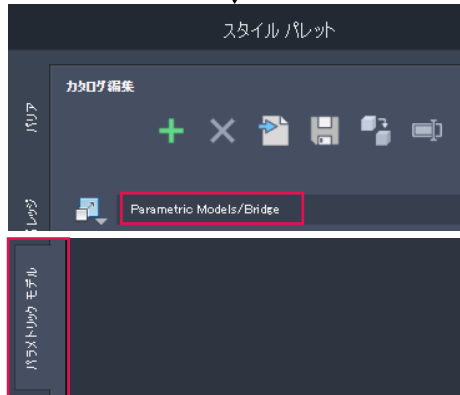 スタイル パレット
カタログ編集
バリア
レッジ
Parametric Models/Bridge
パラメトリック モデル